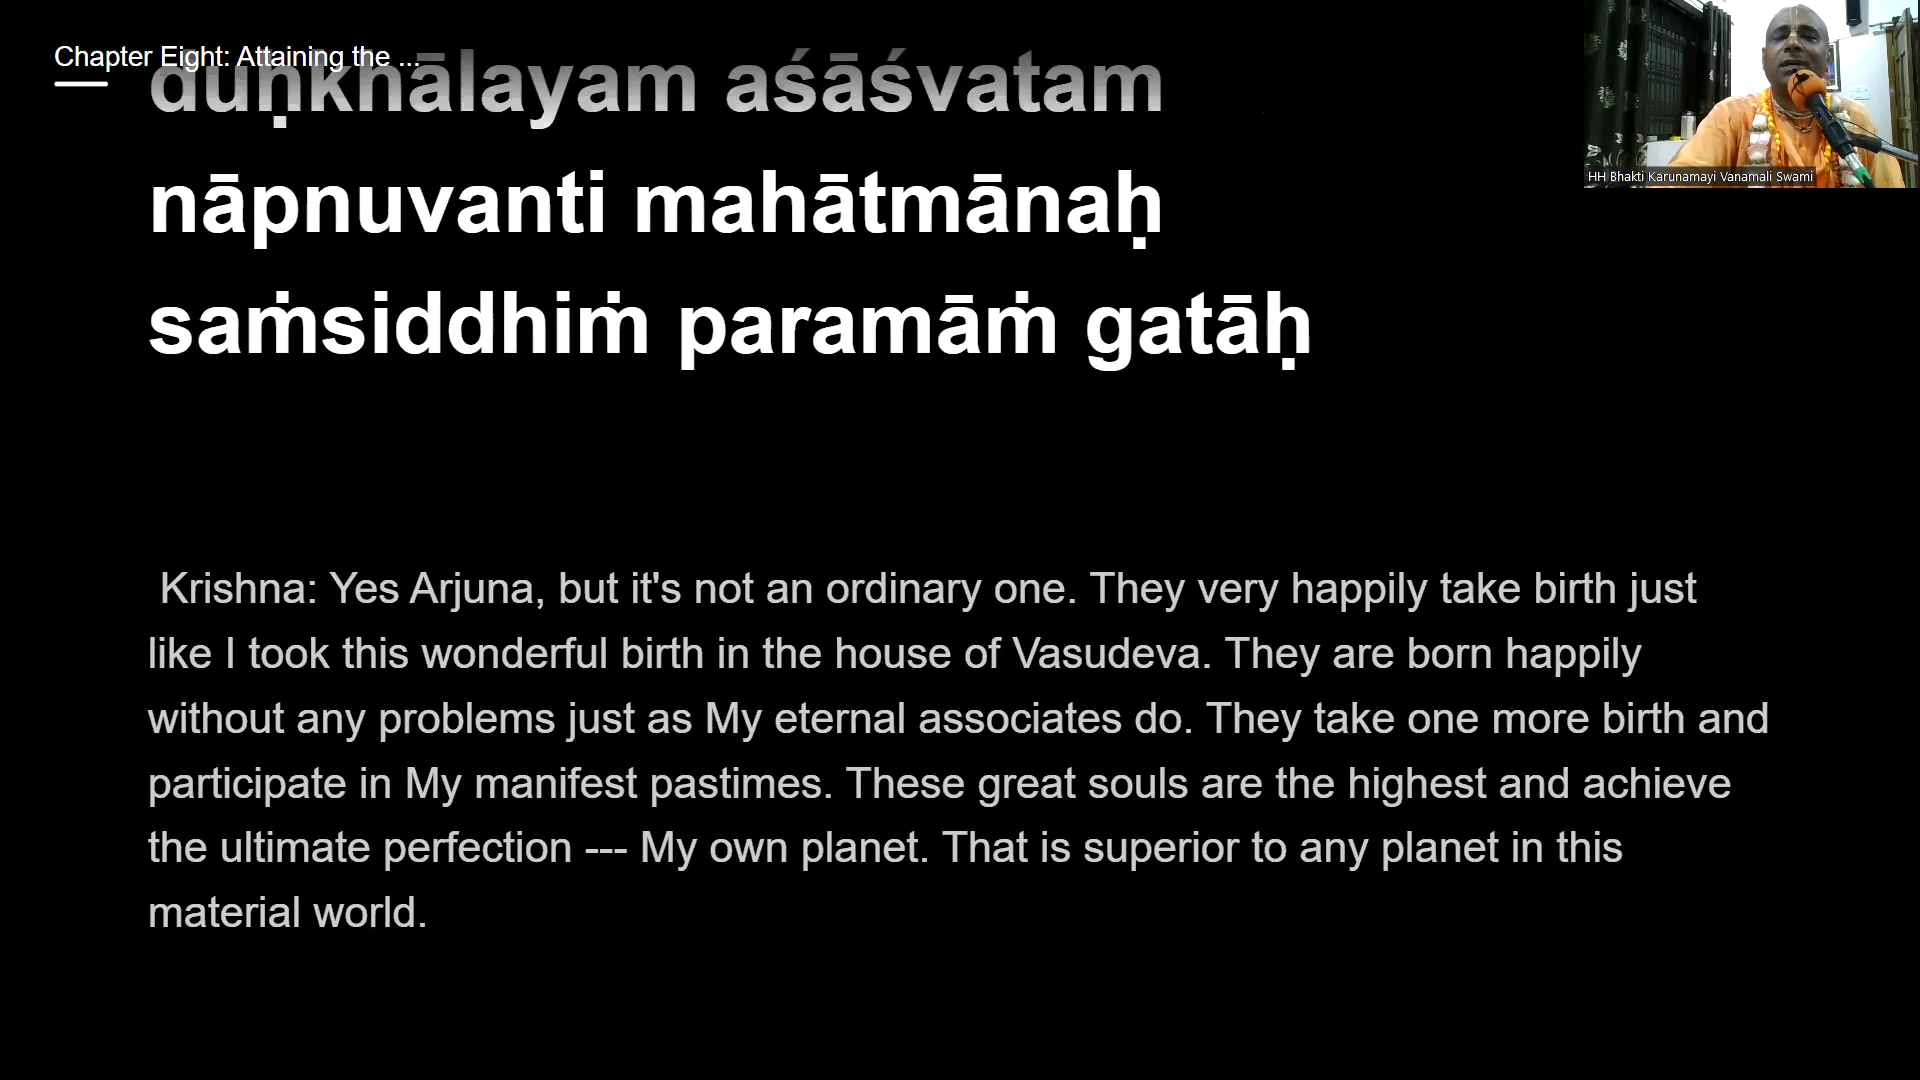 Chapter Eight: Attaining the ...
duṇkhālayam aśāśvatam
nāpnuvanti mahātmānaḥ
saṁsiddhiṁ paramāṁ gatāḥ
HH Bhakti Karunamayi Vanamali Swami
Krishna: Yes Arjuna, but it's not an ordinary one. They very happily take birth just
like I took this wonderful birth in the house of Vasudeva. They are born happily
without any problems just as My eternal associates do. They take one more birth and
participate in My manifest pastimes. These great souls are the highest and achieve
the ultimate perfection --- My own planet. That is superior to any planet in this
material world.